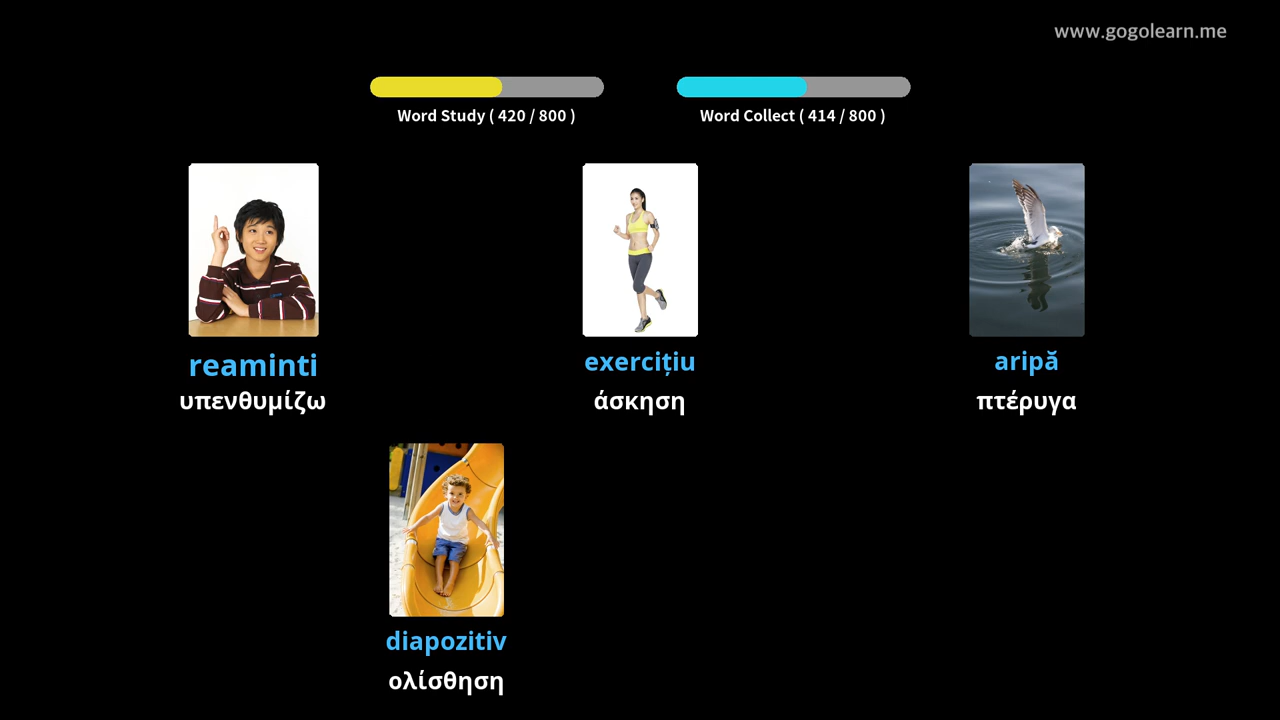 www.gogolearn.me
Word Study ( 420 / 800 )
Word Collect ( 414 / 800 )
reaminti
υπενθυμίζω
exercițiu
άσκηση
aripă
πτέρυγα
diapozitiv
ολίσθηση